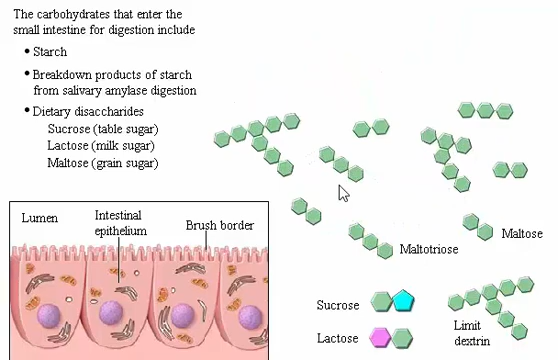 The carbohydrates that enter the
small intestine for digestion include
• Starch
• Breakdown products of starch
from salivary amylase digestion
• Dietary disaccharides
Sucrose (table sugar)
Lactose (milk sugar)
Maltose (grain sugar)
Lumen
Intestinal
epithelium
Brush border
Maltose
Maltotriose
Sucrose
Lactose
Limit
dextrin